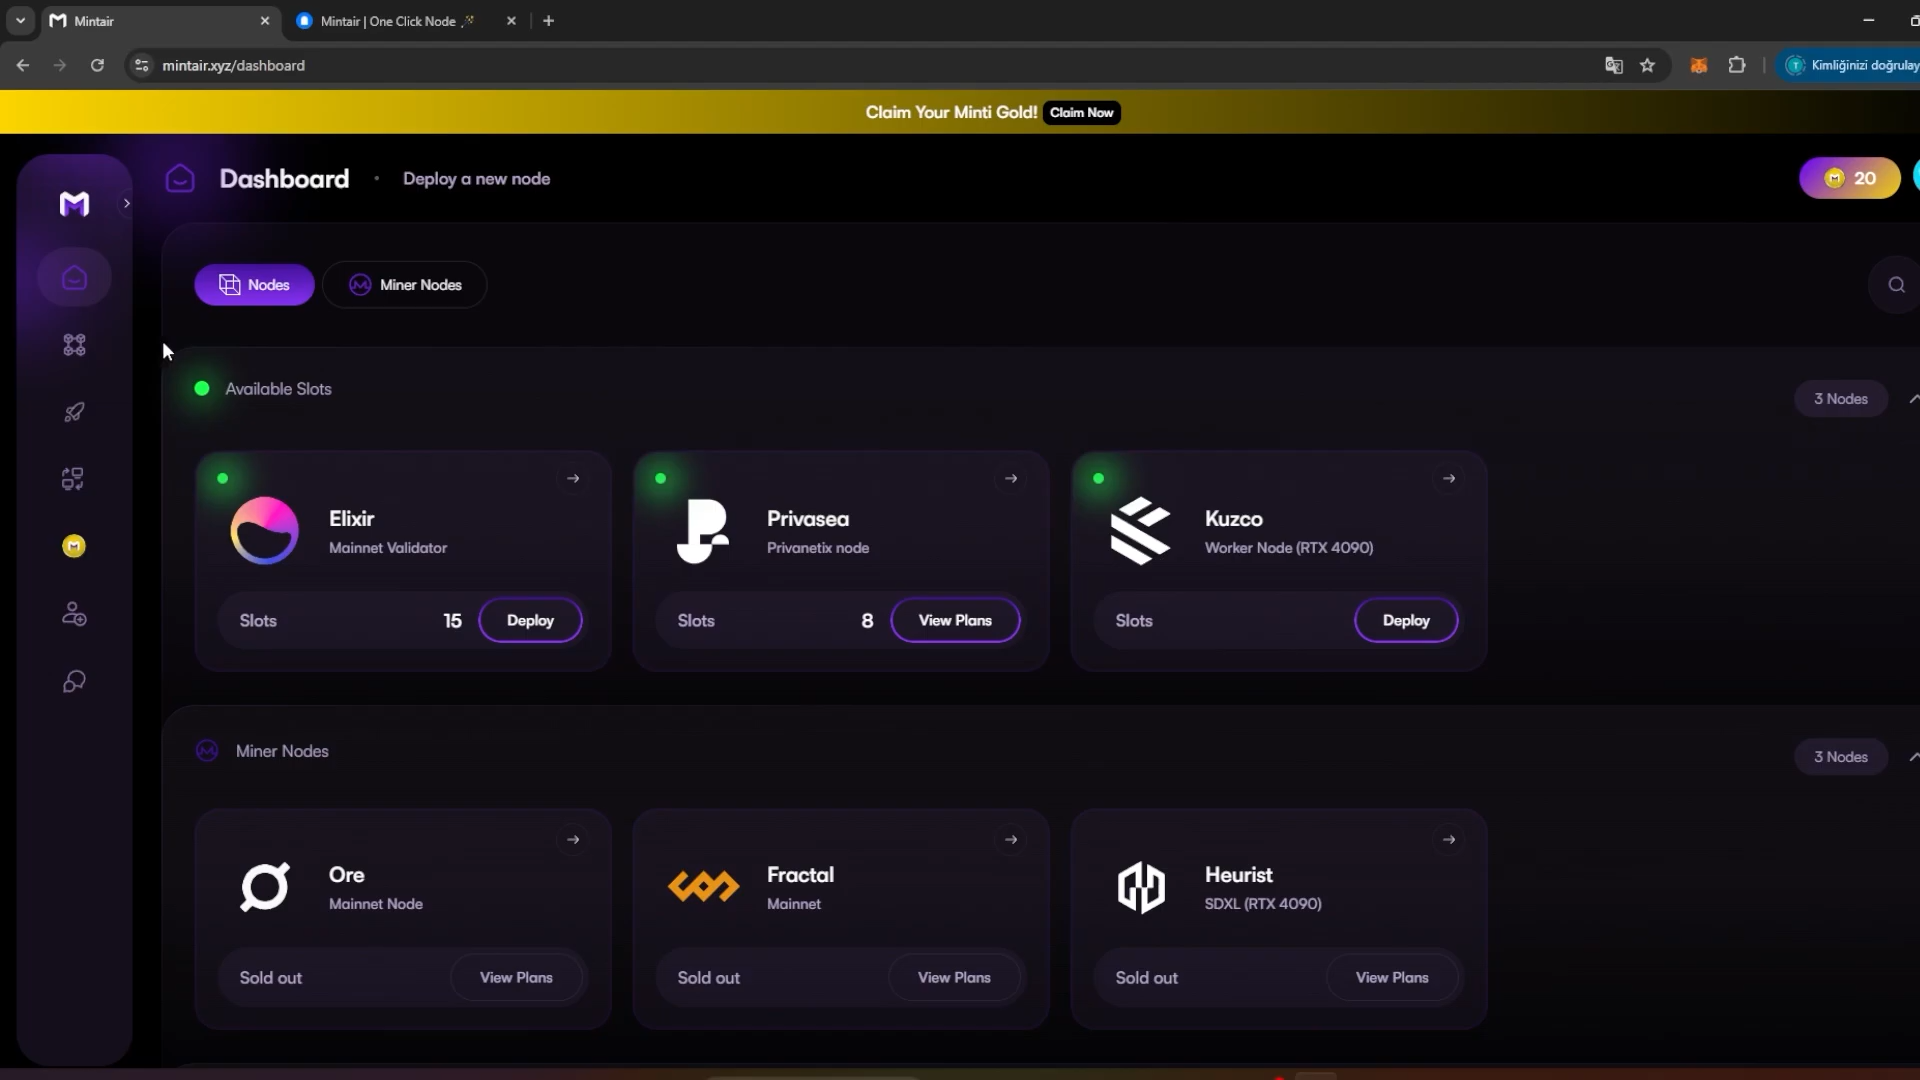 Mintair
Mintair | One Click Node
mintair.xyz/dashboard
Kimliğinizi doğrulay
Claim Your Minti Gold! Claim Now
Dashboard • Deploy a new node
20
Nodes
Miner Nodes
Available Slots
3 Nodes
Elixir
Mainnet Validator
Slots 15 Deploy
Privasea
Privanetix node
Slots 8 View Plans
Kuzco
Worker Node (RTX 4090)
Slots Deploy
Miner Nodes
3 Nodes
Ore
Mainnet Node
Sold out View Plans
Fractal
Mainnet
Sold out View Plans
Heurist
SDXL (RTX 4090)
Sold out View Plans